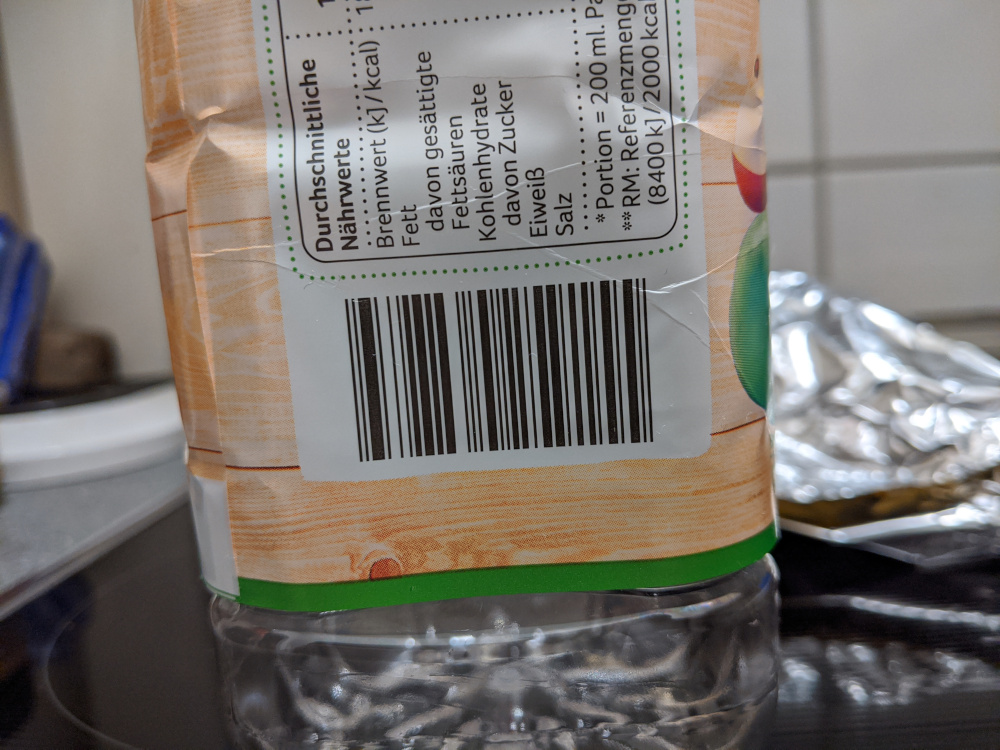 Durchschnittliche
Nährwerte
Brennwert (kJ/kcal)
Fett
davon gesättigte
Fettsäuren
Kohlenhydrate
davon Zucker
Eiweiß
Salz
* Portion = 200 ml.
** RM: Referenzmeng
(8400 kJ/2000 kcal